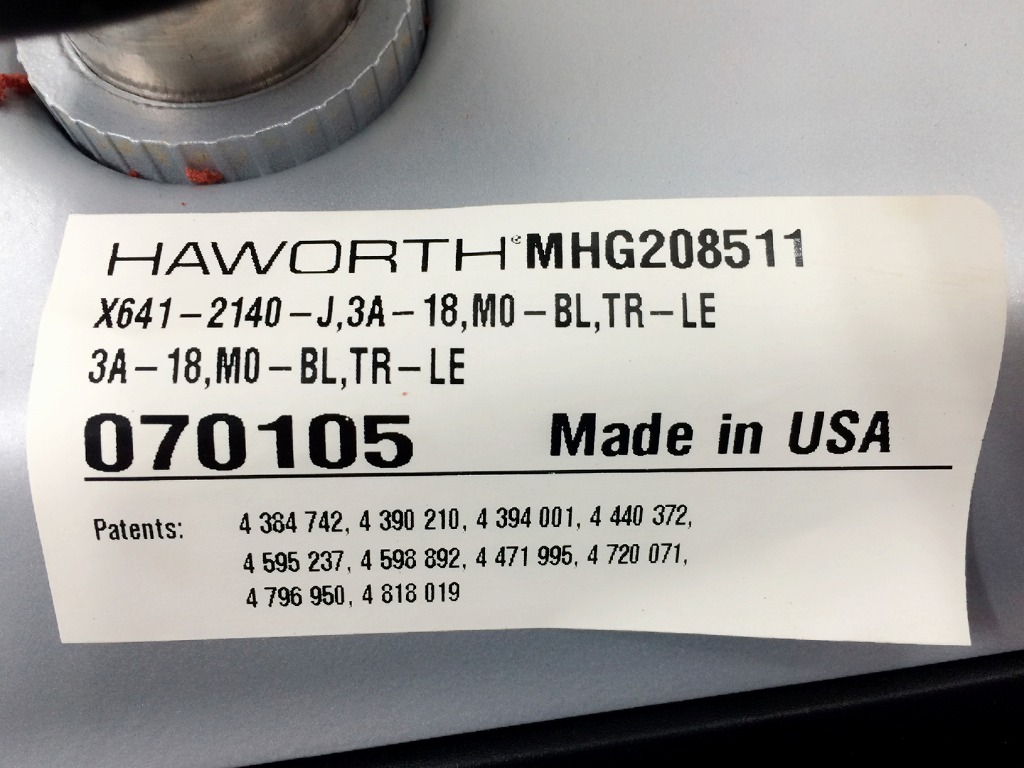 HAWORTH® MHG208511
X641-2140-J,3A-18,MO-BL,TR-LE
3A-18,MO-BL,TR-LE
070105 Made in USA
Patents: 4 384 742, 4 390 210, 4 394 001, 4 440 372,
4 595 237, 4 598 892, 4 471 995, 4 720 071,
4 796 950, 4 818 019